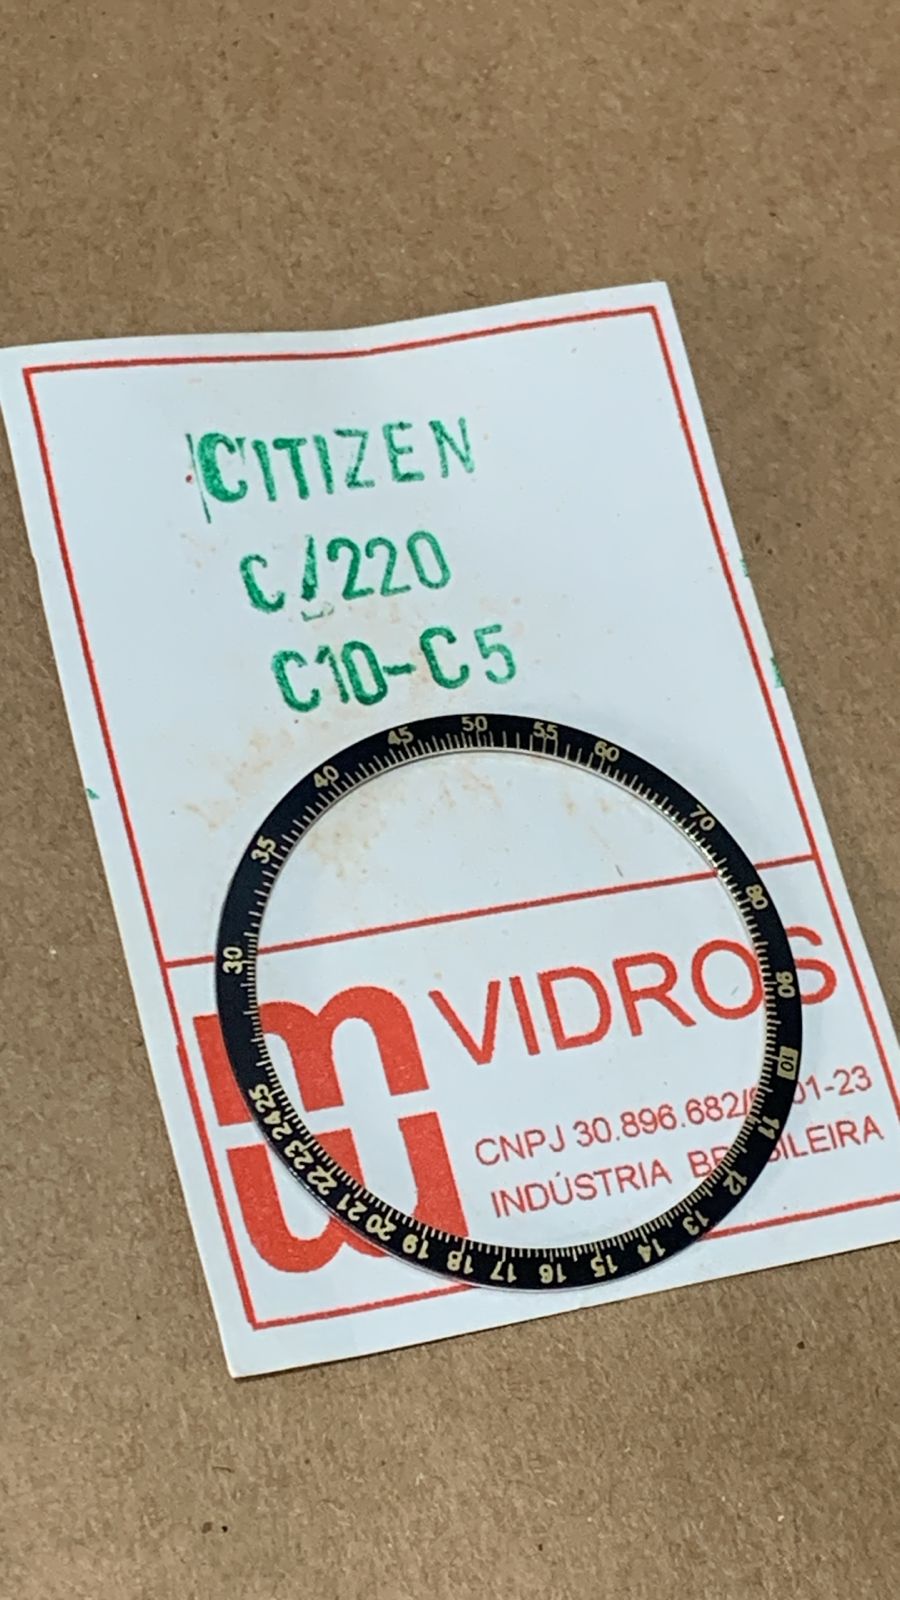 CITIZEN
C/220
C10-C5
50 55 60 70 80 90 10 11 12 13 14 15 16 17 18 19 20 21 22 23 24 25 30 35 40 45
mw VIDROS
CNPJ 30.896.682/ 01-23
INDÚSTRIA